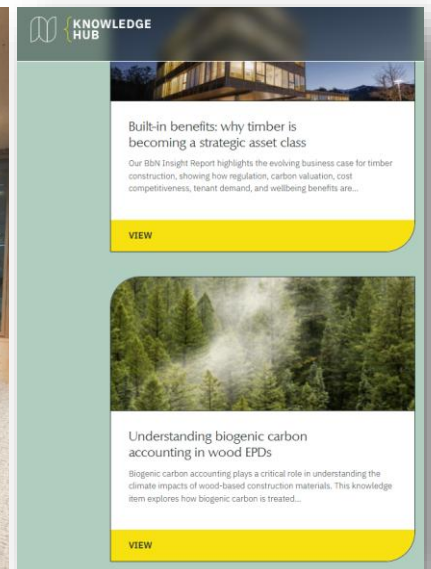 KNOWLEDGE
HUB
Built-in benefits: why timber is
becoming a strategic asset class
Our BbN Insight Report highlights the evolving business case for timber
construction, showing how regulation, carbon valuation, cost
competitiveness, tenant demand, and wellbeing benefits are...
VIEW
Understanding biogenic carbon
accounting in wood EPDs
Biogenic carbon accounting plays a critical role in understanding the
climate impacts of wood-based construction materials. This knowledge
item explores how biogenic carbon is treated...
VIEW